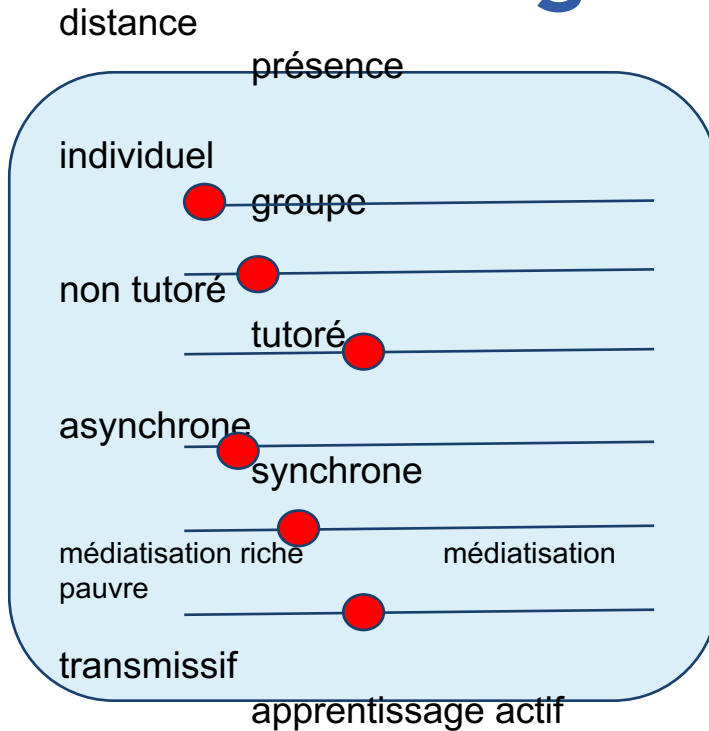 g
distance
présence
individuel
groupe
non tutoré
tutoré
asynchrone
synchrone
médiatisation riche médiatisation
pauvre
transmissif
apprentissage actif